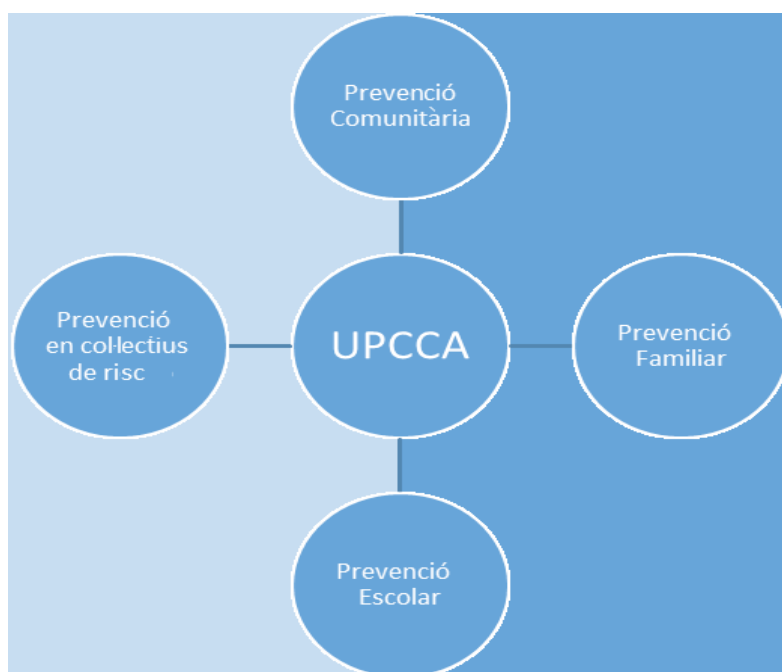 Prevenció
Comunitària
Prevenció
en col·lectius
de risc
UPCCA
Prevenció
Familiar
Prevenció
Escolar